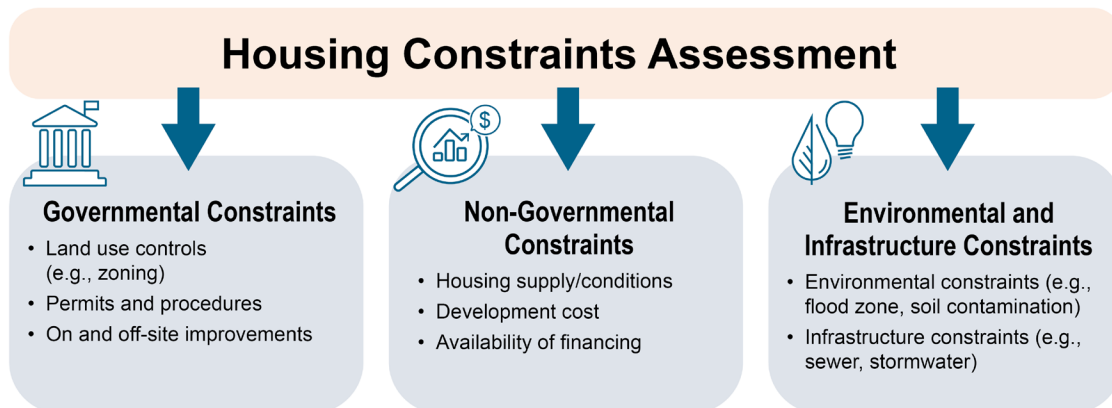 Housing Constraints Assessment
$
Governmental Constraints
• Land use controls
(e.g., zoning)
• Permits and procedures
• On and off-site improvements
Non-Governmental
Constraints
• Housing supply/conditions
• Development cost
• Availability of financing
Environmental and
Infrastructure Constraints
• Environmental constraints (e.g.,
flood zone, soil contamination)
• Infrastructure constraints (e.g.,
sewer, stormwater)